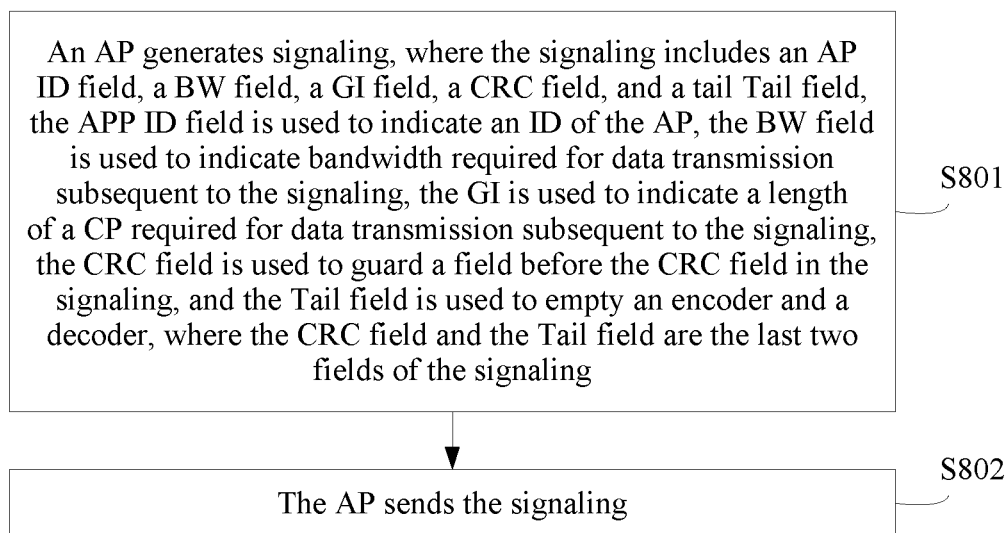 An AP generates signaling, where the signaling includes an AP
ID field, a BW field, a GI field, a CRC field, and a tail Tail field,
the APP ID field is used to indicate an ID of the AP, the BW field
is used to indicate bandwidth required for data transmission
subsequent to the signaling, the GI is used to indicate a length
of a CP required for data transmission subsequent to the signaling,
the CRC field is used to guard a field before the CRC field in the
signaling, and the Tail field is used to empty an encoder and a
decoder, where the CRC field and the Tail field are the last two
fields of the signaling
S801
The AP sends the signaling
S802